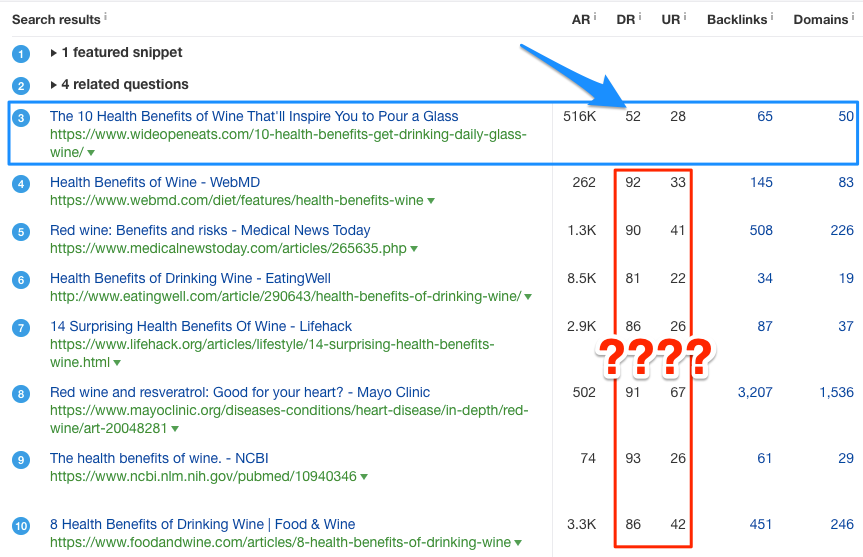 Search results i AR i DR i UR i Backlinks i Domains i
1 ▸ 1 featured snippet
2 ▸ 4 related questions
3 The 10 Health Benefits of Wine That'll Inspire You to Pour a Glass 516K 52 28 65 50
https://www.wideopeneats.com/10-health-benefits-get-drinking-daily-glass-
wine/ ▼
4 Health Benefits of Wine - WebMD 262 92 33 145 83
https://www.webmd.com/diet/features/health-benefits-wine ▼
5 Red wine: Benefits and risks - Medical News Today 1.3K 90 41 508 226
https://www.medicalnewstoday.com/articles/265635.php ▼
6 Health Benefits of Drinking Wine - EatingWell 8.5K 81 22 34 19
http://www.eatingwell.com/article/290643/health-benefits-of-drinking-wine/ ▼
7 14 Surprising Health Benefits Of Wine - Lifehack 2.9K 86 26 87 37
https://www.lifehack.org/articles/lifestyle/14-surprising-health-benefits-
wine.html ▼
????
8 Red wine and resveratrol: Good for your heart? - Mayo Clinic 502 91 67 3,207 1,536
https://www.mayoclinic.org/diseases-conditions/heart-disease/in-depth/red-
wine/art-20048281 ▼
9 The health benefits of wine. - NCBI 74 93 26 61 29
https://www.ncbi.nlm.nih.gov/pubmed/10940346 ▼
10 8 Health Benefits of Drinking Wine | Food & Wine 3.3K 86 42 451 246
https://www.foodandwine.com/articles/8-health-benefits-of-drinking-wine ▼